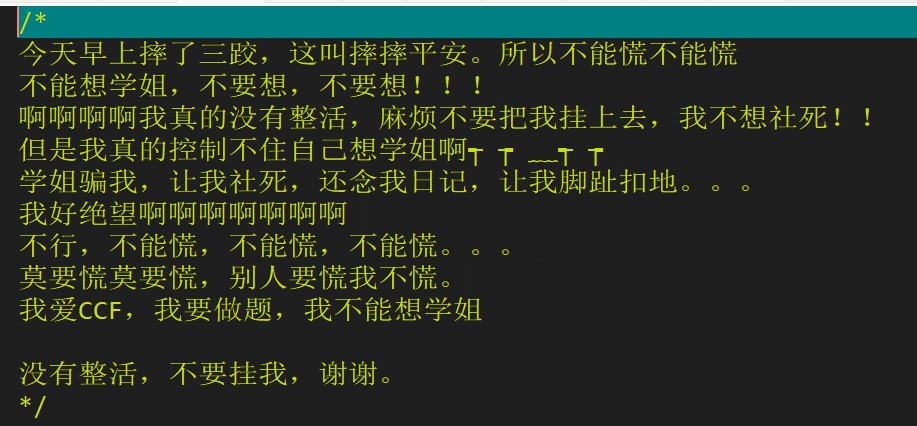 /*
今天早上摔了三跤，这叫摔摔平安。所以不能慌不能慌
不能想学姐，不要想，不要想！！！
啊啊啊啊我真的没有整活，麻烦不要把我挂上去，我不想社死！！
但是我真的控制不住自己想学姐啊┭┮﹏┭┮
学姐骗我，让我社死，还念我日记，让我脚趾扣地。。。
我好绝望啊啊啊啊啊啊啊
不行，不能慌，不能慌，不能慌。。。
莫要慌莫要慌，别人要慌我不慌。
我爱CCF，我要做题，我不能想学姐
没有整活，不要挂我，谢谢。
*/